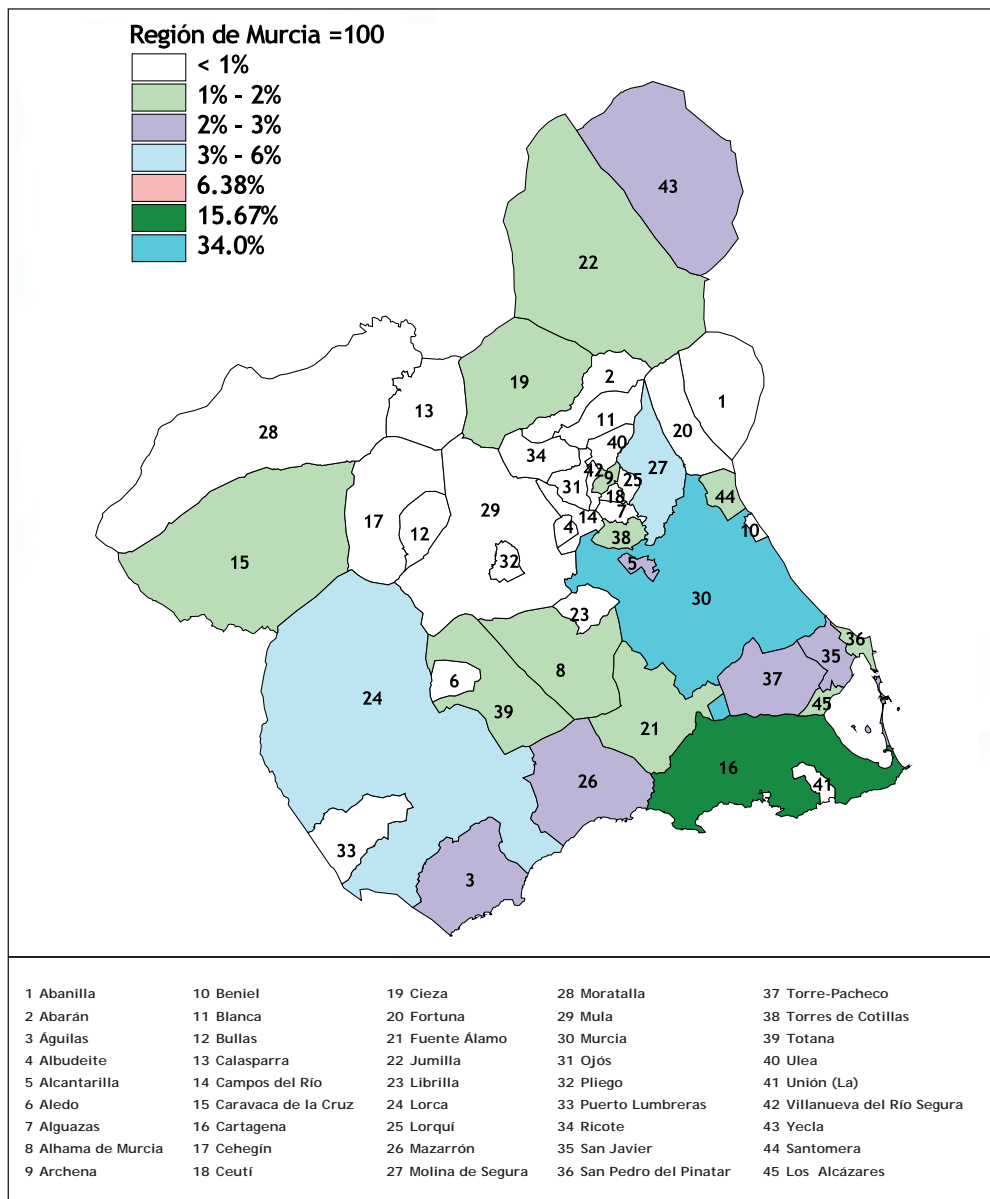 Región de Murcia =100
< 1%
1% - 2%
2% - 3%
3% - 6%
6.38%
15.67%
34.0%
43
22
19
2
1
13
11
28
20
40
34
27
42
9
25
31
18
44
29
7
14
17
10
12
4
38
32
15
5
30
23
36
35
6
8
37
24
39
45
21
16
26
41
33
3
1 Abanilla
2 Abarán
3 Águilas
4 Albudeite
5 Alcantarilla
6 Aledo
7 Alguazas
8 Alhama de Murcia
9 Archena
10 Beniel
11 Blanca
12 Bullas
13 Calasparra
14 Campos del Río
15 Caravaca de la Cruz
16 Cartagena
17 Cehegín
18 Ceutí
19 Cieza
20 Fortuna
21 Fuente Álamo
22 Jumilla
23 Librilla
24 Lorca
25 Lorquí
26 Mazarrón
27 Molina de Segura
28 Moratalla
29 Mula
30 Murcia
31 Ojós
32 Pliego
33 Puerto Lumbreras
34 Ricote
35 San Javier
36 San Pedro del Pinatar
37 Torre-Pacheco
38 Torres de Cotillas
39 Totana
40 Ulea
41 Unión (La)
42 Villanueva del Río Segura
43 Yecla
44 Santomera
45 Los Alcázares